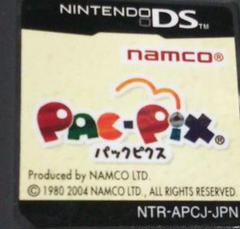 NINTENDO DS™
namco®
PAC-PIX®
パックピクス
Produced by NAMCO LTD.
© 1980 2004 NAMCO LTD., ALL RIGHTS RESERVED
NTR-APCJ-JPN